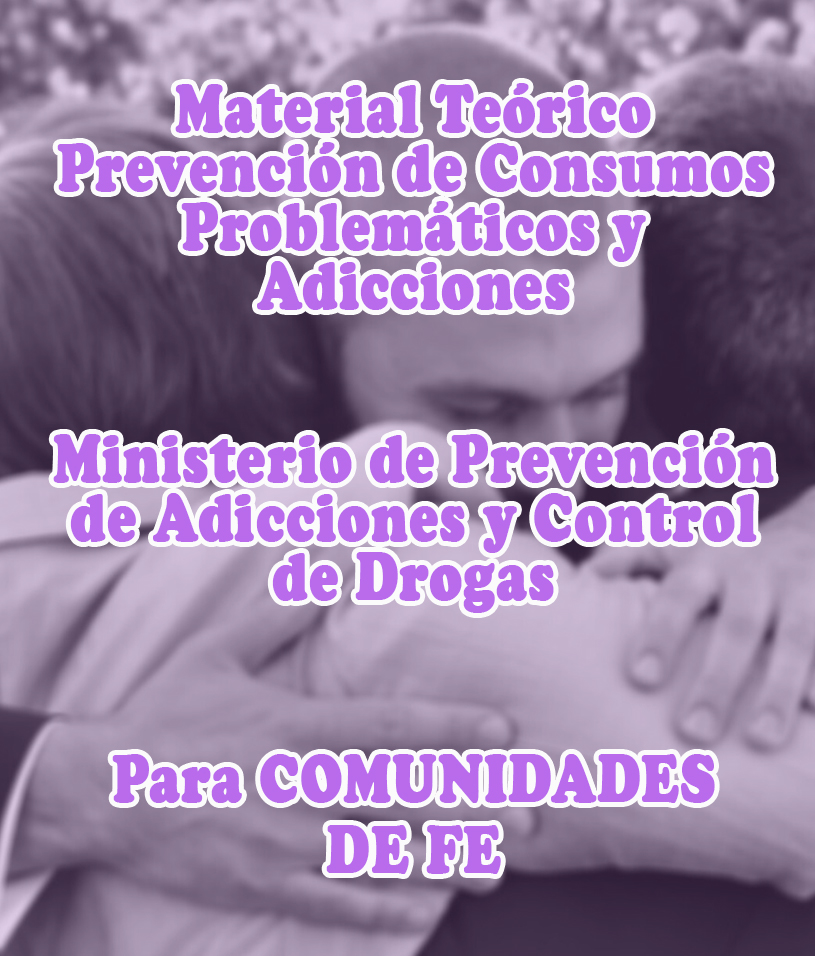 Material Teórico
Prevención de Consumos
Problemáticos y
Adicciones
Ministerio de Prevención
de Adicciones y Control
de Drogas
Para COMUNIDADES
DE FE